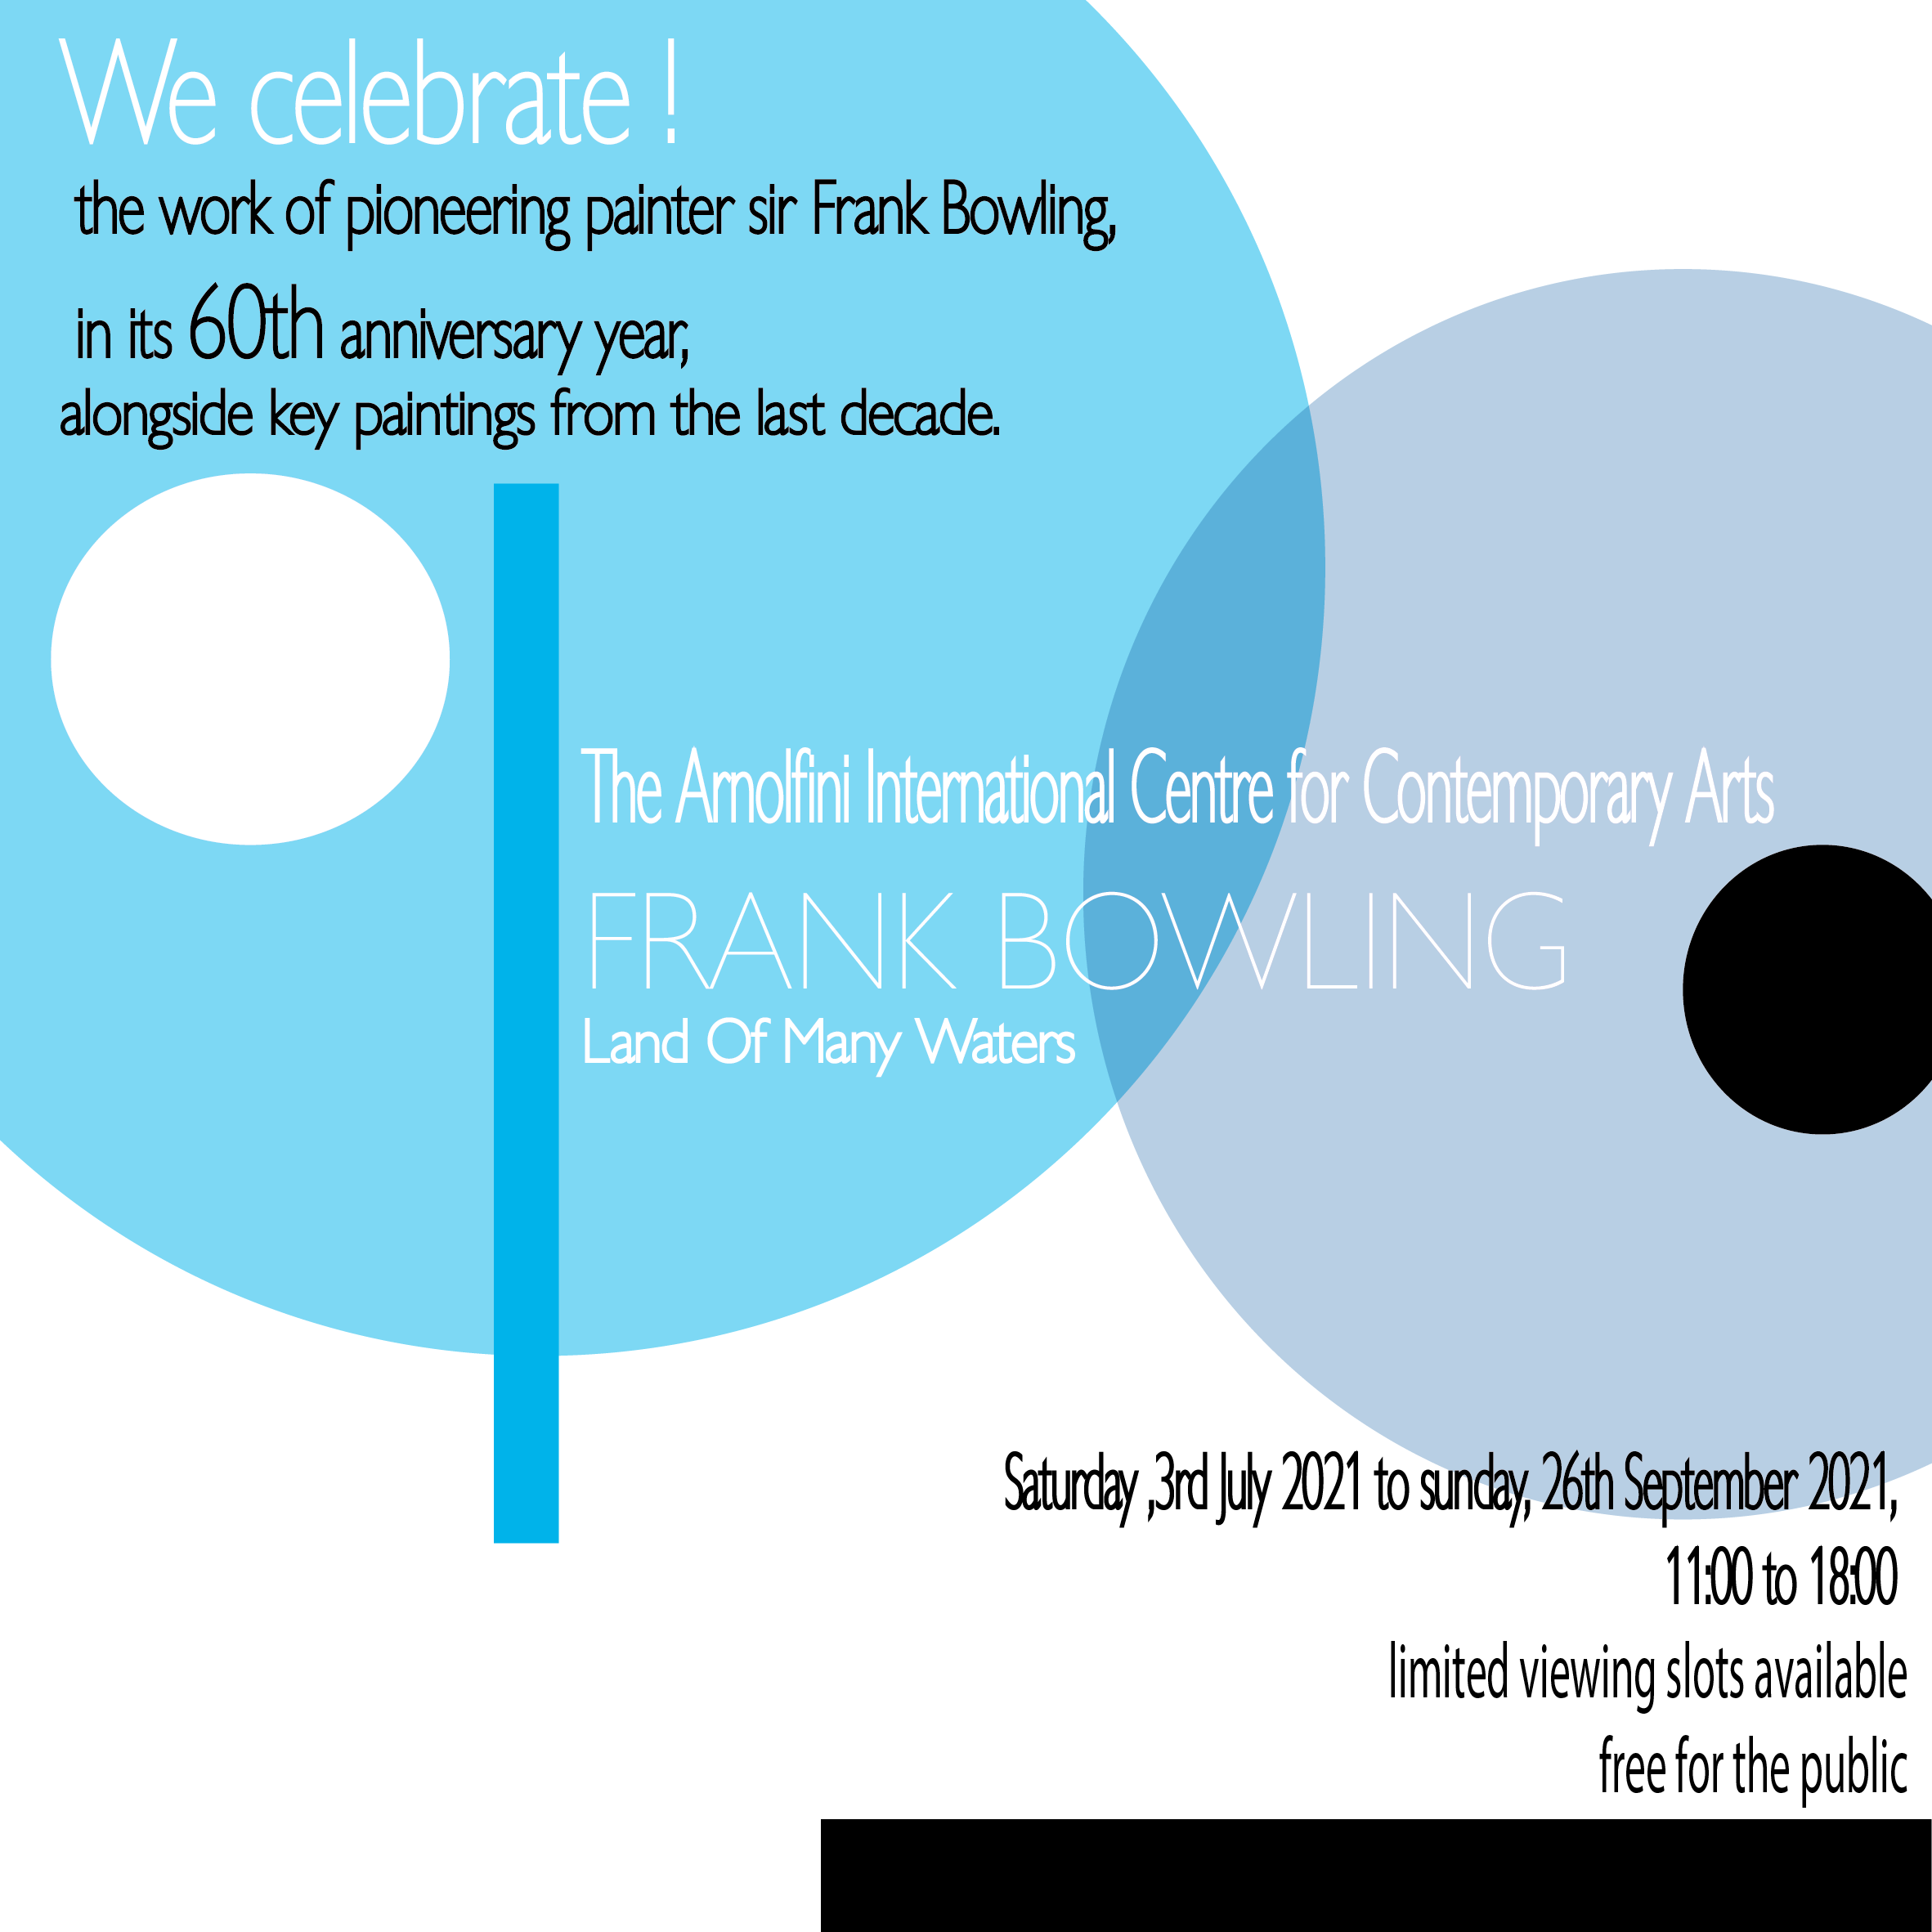 We celebrate !
the work of pioneering painter sir Frank Bowling,
in its 60th anniversary year,
alongside key paintings from the last decade.
The Arnolfini International Centre for Contemporary Arts
FRANK BOWLING
Land Of Many Waters
Saturday ,3rd July 2021 to sunday, 26th September 2021,
11:00 to 18:00
limited viewing slots available
free for the public